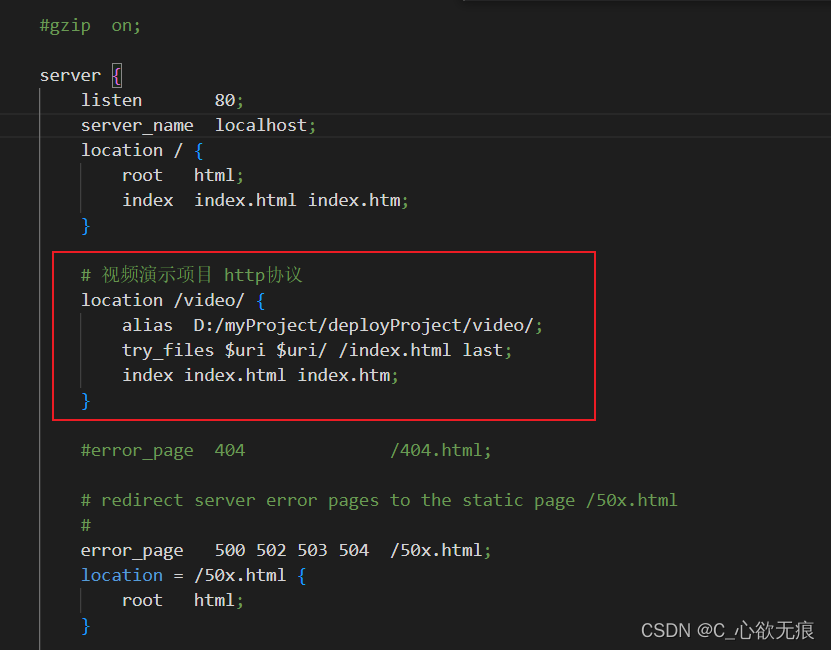 #gzip  on;
server {
listen       80;
server_name  localhost;
location / {
root   html;
index  index.html index.htm;
}
# 视频演示项目 http协议
location /video/ {
alias  D:/myProject/deployProject/video/;
try_files $uri $uri/ /index.html last;
index index.html index.htm;
}
#error_page  404              /404.html;
# redirect server error pages to the static page /50x.html
#
error_page   500 502 503 504  /50x.html;
location = /50x.html {
root   html;
}
CSDN @C_心欲无痕